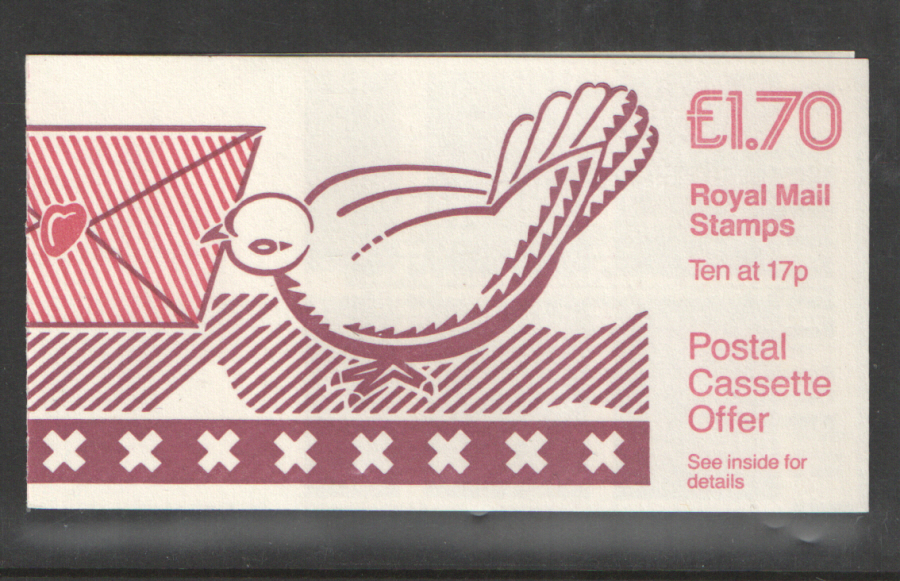 £1.70
Royal Mail
Stamps
Ten at 17p
Postal
Cassette
Offer
See inside for
details